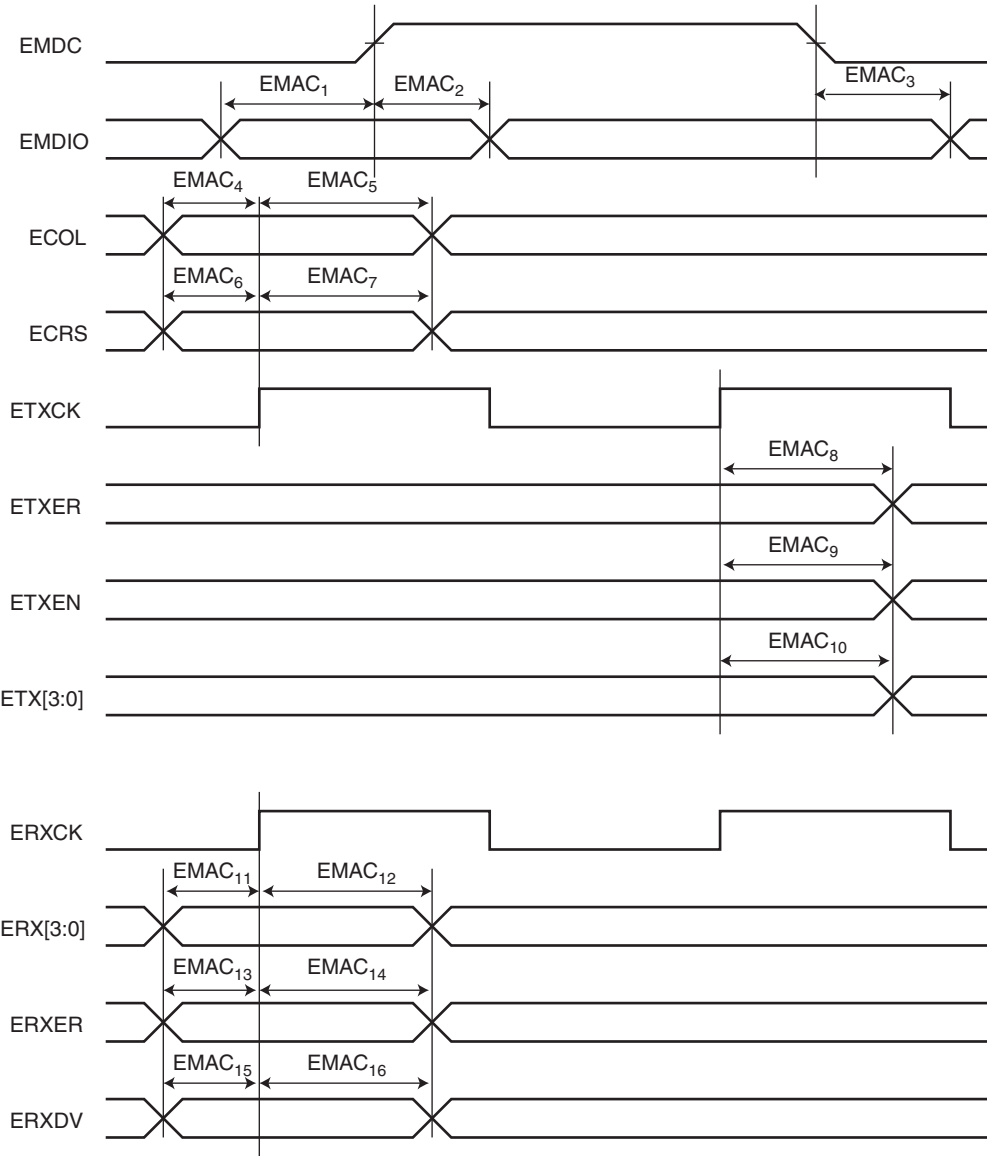 EMDC
EMAC₁ EMAC₂ EMAC₃
EMDIO
EMAC₄ EMAC₅
ECOL
EMAC₆ EMAC₇
ECRS
ETXCK
EMAC₈
ETXER
EMAC₉
ETXEN
EMAC₁₀
ETX[3:0]
ERXCK
EMAC₁₁ EMAC₁₂
ERX[3:0]
EMAC₁₃ EMAC₁₄
ERXER
EMAC₁₅ EMAC₁₆
ERXDV